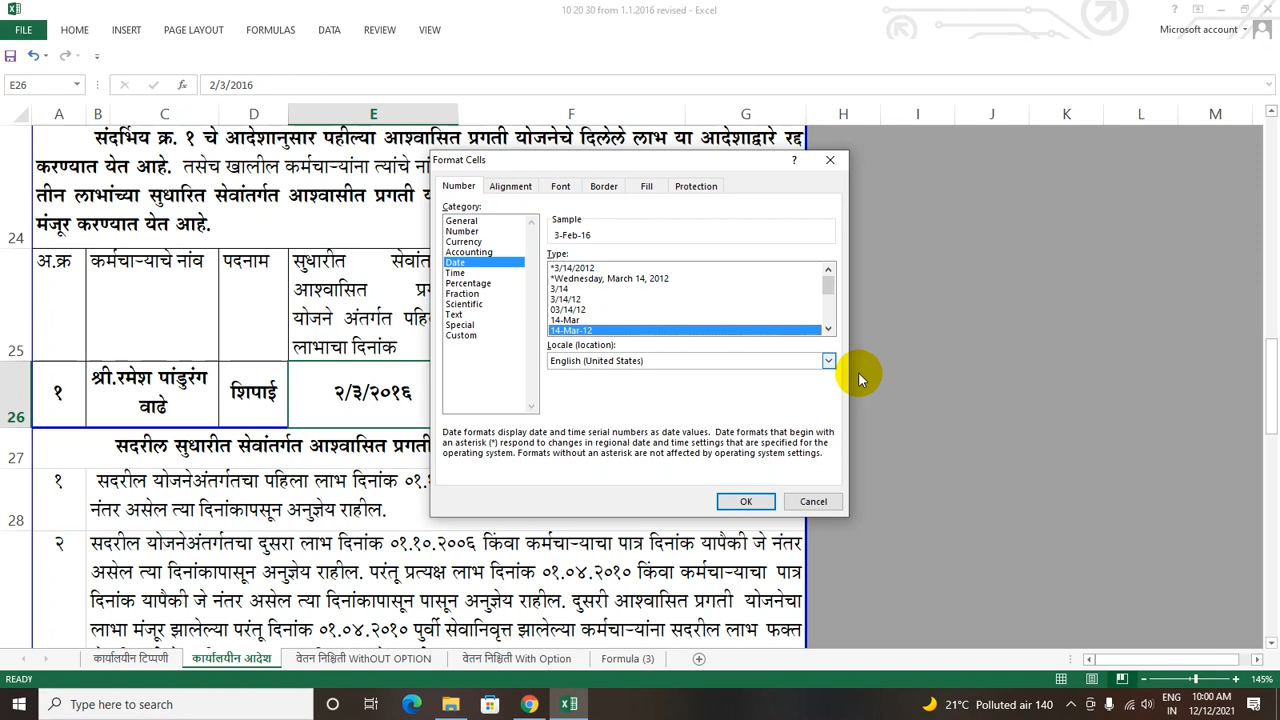 10 20 30 from 1.1.2016 revised - Excel
FILE HOME INSERT PAGE LAYOUT FORMULAS DATA REVIEW VIEW Microsoft account
E26 2/3/2016
A B C D E F G H I J K L M
संदर्भिय क्र. १ चे आदेशानुसार पहील्या आश्वासित प्रगती योजनेचे दिलेले लाभ या आदेशाद्वारे रद्द
करण्यात येत आहे. तसेच खालील कर्मचाऱ्यांना त्यांचे
तीन लाभांच्या सुधारित सेवांतर्गत आश्वासीत प्रगती
मंजूर करण्यात येत आहे.
24
अ.क्र कर्मचाऱ्याचे नांव पदनाम सुधारीत
आश्वासित
योजने अंतर्गत
लाभाचा दिनांक
25
१ श्री.रमेश पांडुरंग वाढे शिपाई २/३/२०१६
26
सदरील सुधारीत सेवांतर्गत आश्वासित प्रगती
27
१ सदरील योजनेअंतर्गतचा पहिला लाभ दिनांक
नंतर असेल त्या दिनांकापासून अनुज्ञेय राहील.
28
२ सदरील योजनेअंतर्गतचा दुसरा लाभ दिनांक ०१.१०.२००६ किंवा कर्मचाऱ्याचा पात्र दिनांक यापैकी जे नंतर
असेल त्या दिनांकापासून अनुज्ञेय राहील. परंतू प्रत्यक्ष लाभ दिनांक ०१.०४.२०१० किंवा कर्मचाऱ्याचा पात्र
दिनांक यापैकी जे नंतर असेल त्या दिनांकापासून पासून अनुज्ञेय राहील. दुसरी आश्वासित प्रगती योजनेचा
लाभा मंजूर झालेल्या परंतू दिनांक ०१.०४.२०१० पुर्वी सेवानिवृत्त झालेल्या कर्मचाऱ्यांना सदरील लाभ फक्त
Format Cells
Number Alignment Font Border Fill Protection
Category:
General
Number
Currency
Accounting
Date
Time
Percentage
Fraction
Scientific
Text
Special
Custom
Sample
3-Feb-16
Type:
*3/14/2012
*Wednesday, March 14, 2012
3/14
3/14/12
03/14/12
14-Mar
14-Mar-12
Locale (location):
English (United States)
Date formats display date and time serial numbers as date values. Date formats that begin with
an asterisk (*) respond to changes in regional date and time settings that are specified for the
operating system. Formats without an asterisk are not affected by operating system settings.
OK Cancel
कार्यालयीन टिप्पणी कार्यालयीन आदेश वेतन निश्चिती WithOUT OPTION वेतन निश्चिती With Option Formula (3)
READY 145%
Type here to search 21°C Polluted air 140 ENG 10:00 AM
IN 12/12/2021